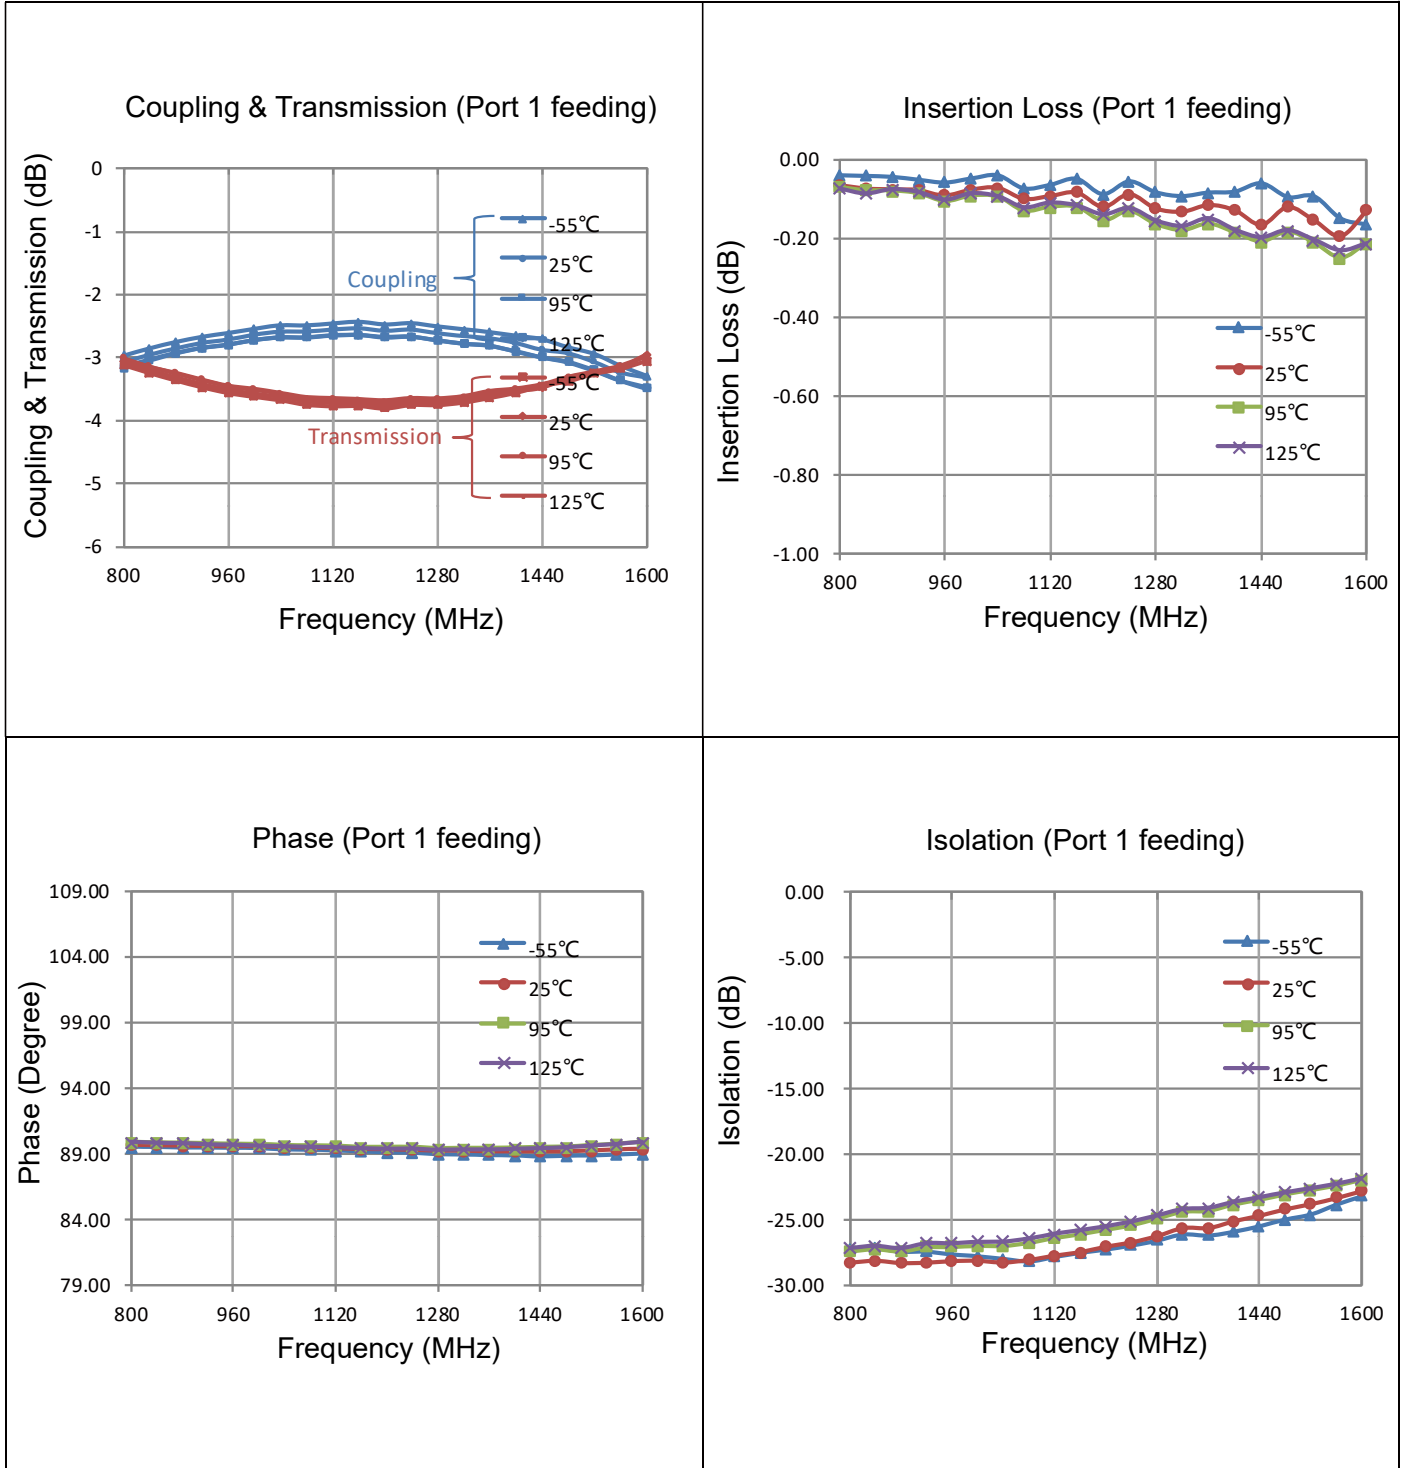 Coupling & Transmission (Port 1 feeding)
Coupling & Transmission (dB)
0
-1
-2
-3
-4
-5
-6
Coupling
-55℃
25℃
95℃
125℃
Transmission
-55℃
25℃
95℃
125℃
800 960 1120 1280 1440 1600
Frequency (MHz)
Insertion Loss (Port 1 feeding)
Insertion Loss (dB)
0.00
-0.20
-0.40
-0.60
-0.80
-1.00
-55℃
25℃
95℃
125℃
800 960 1120 1280 1440 1600
Frequency (MHz)
Phase (Port 1 feeding)
Phase (Degree)
109.00
104.00
99.00
94.00
89.00
84.00
79.00
-55℃
25℃
95℃
125℃
800 960 1120 1280 1440 1600
Frequency (MHz)
Isolation (Port 1 feeding)
Isolation (dB)
0.00
-5.00
-10.00
-15.00
-20.00
-25.00
-30.00
-55℃
25℃
95℃
125℃
800 960 1120 1280 1440 1600
Frequency (MHz)